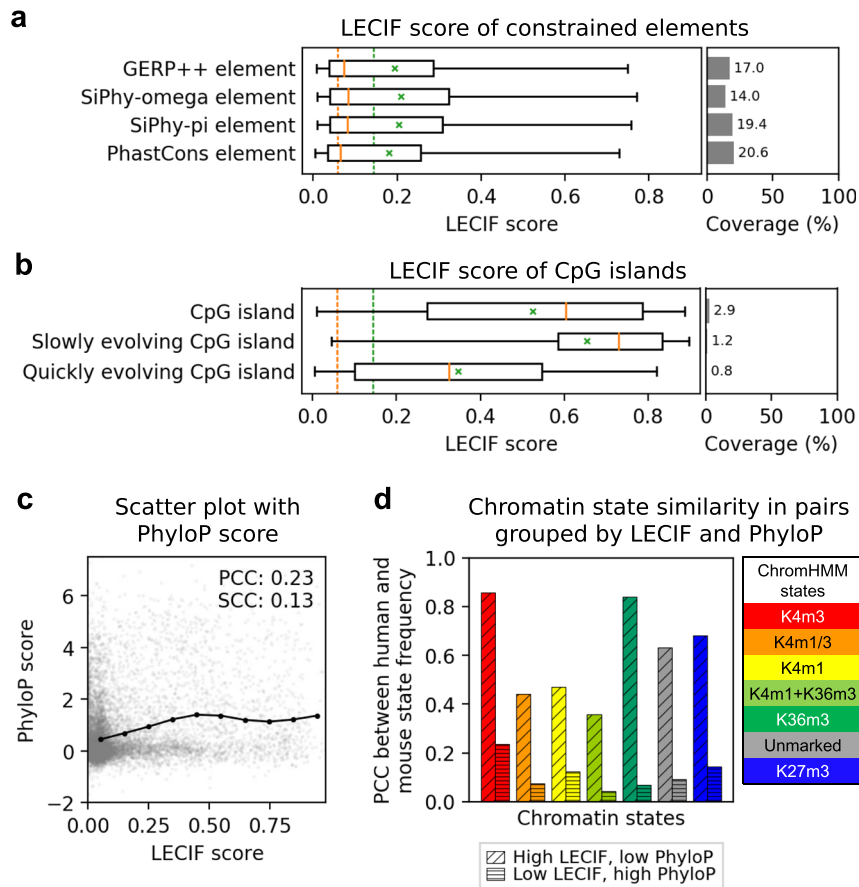 a
LECIF score of constrained elements
GERP++ element
SiPhy-omega element
SiPhy-pi element
PhastCons element
17.0
14.0
19.4
20.6
0.0 0.2 0.4 0.6 0.8
0 50 100
LECIF score
Coverage (%)
b
LECIF score of CpG islands
CpG island
Slowly evolving CpG island
Quickly evolving CpG island
2.9
1.2
0.8
0.0 0.2 0.4 0.6 0.8
0 50 100
LECIF score
Coverage (%)
c
Scatter plot with
PhyloP score
PCC: 0.23
SCC: 0.13
PhyloP score
6
4
2
0
−2
0.00 0.25 0.50 0.75
LECIF score
d
Chromatin state similarity in pairs
grouped by LECIF and PhyloP
PCC between human and
mouse state frequency
1.0
0.8
0.6
0.4
0.2
0.0
Chromatin states
High LECIF, low PhyloP
Low LECIF, high PhyloP
ChromHMM
states
K4m3
K4m1/3
K4m1
K4m1+K36m3
K36m3
Unmarked
K27m3